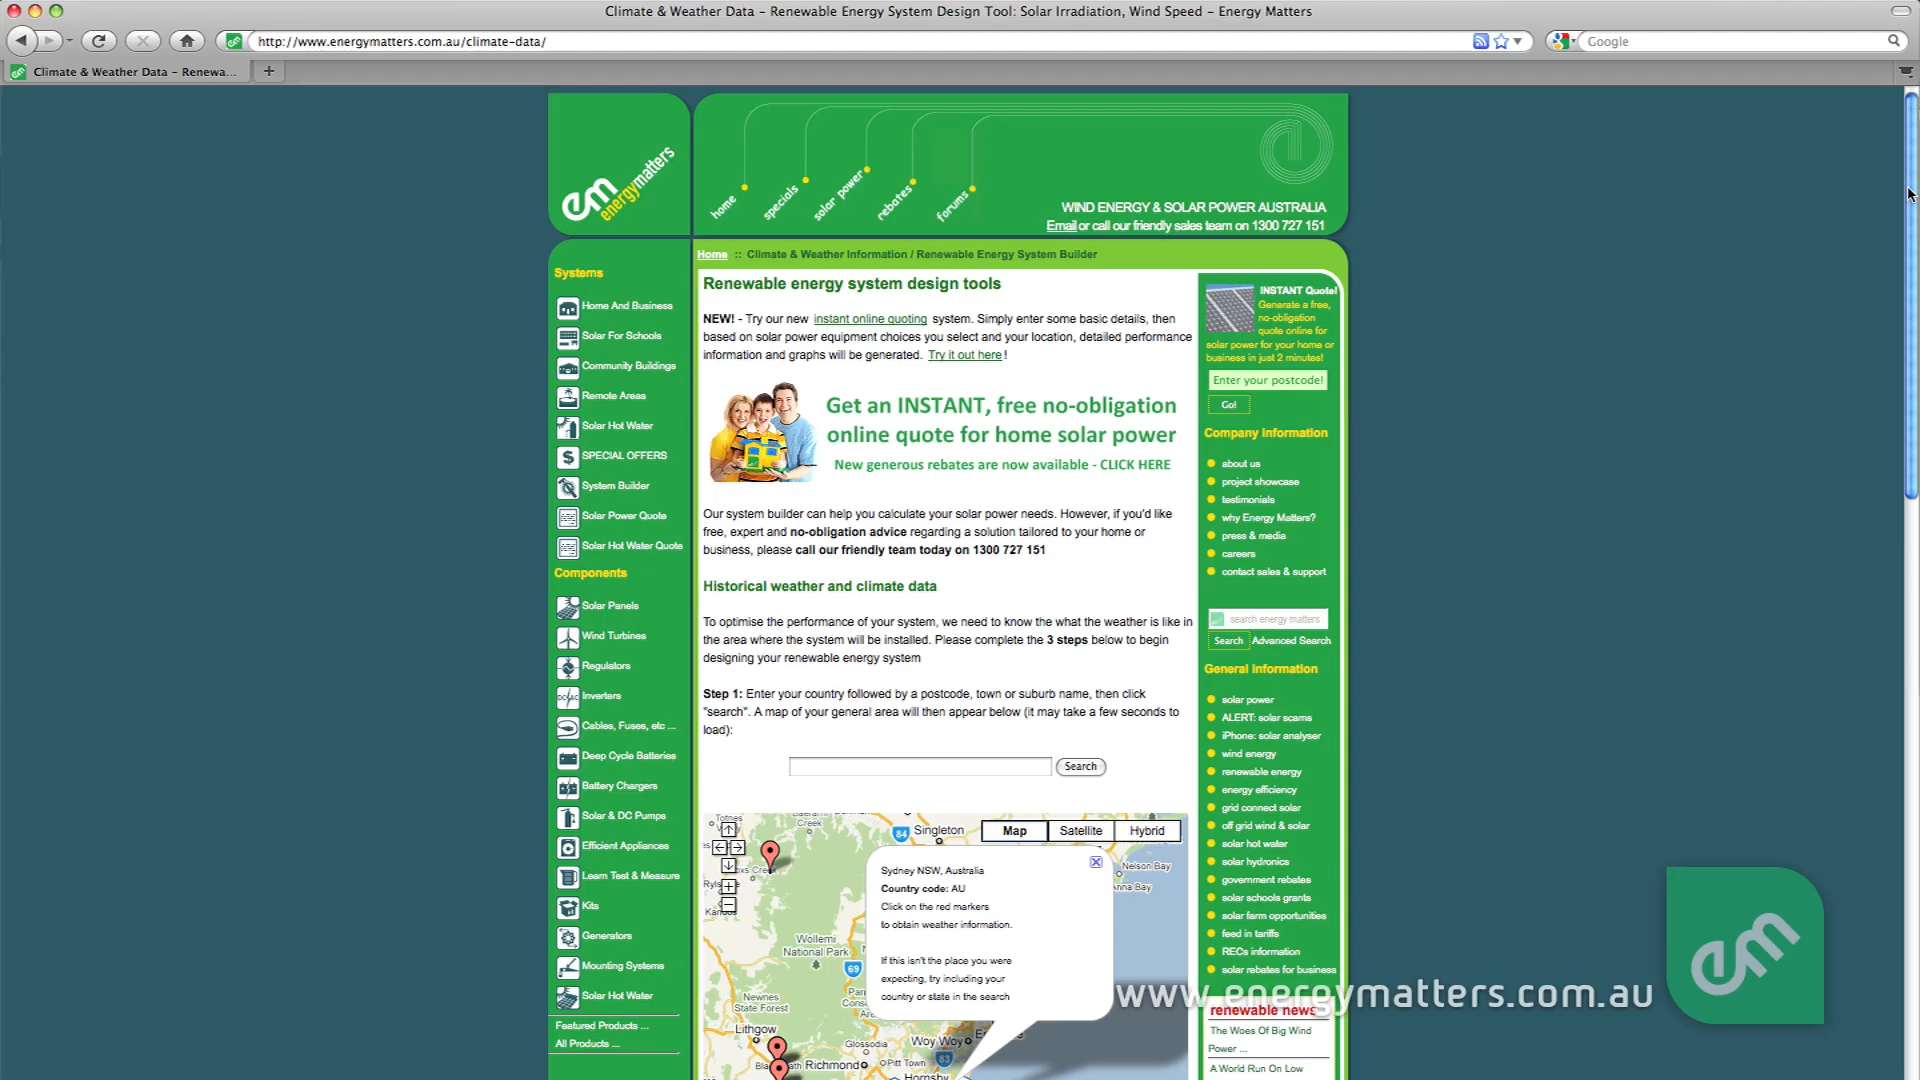 Climate & Weather Data – Renewable Energy System Design Tool: Solar Irradiation, Wind Speed – Energy Matters
http://www.energymatters.com.au/climate-data/
Google
Climate & Weather Data – Renewa...
em energymatters
home
specials
solar power
rebates
forums
WIND ENERGY & SOLAR POWER AUSTRALIA
Email or call our friendly sales team on 1300 727 151
Systems
Home And Business
Solar For Schools
Community Buildings
Remote Areas
Solar Hot Water
SPECIAL OFFERS
System Builder
Solar Power Quote
Solar Hot Water Quote
Components
Solar Panels
Wind Turbines
Regulators
Inverters
Cables, Fuses, etc ...
Deep Cycle Batteries
Battery Chargers
Solar & DC Pumps
Efficient Appliances
Learn Test & Measure
Kits
Generators
Mounting Systems
Solar Hot Water
Featured Products ...
All Products ...
Home :: Climate & Weather Information / Renewable Energy System Builder
Renewable energy system design tools
NEW! - Try our new instant online quoting system. Simply enter some basic details, then
based on solar power equipment choices you select and your location, detailed performance
information and graphs will be generated. Try it out here!
Get an INSTANT, free no-obligation
online quote for home solar power
New generous rebates are now available - CLICK HERE
Our system builder can help you calculate your solar power needs. However, if you'd like
free, expert and no-obligation advice regarding a solution tailored to your home or
business, please call our friendly team today on 1300 727 151
Historical weather and climate data
To optimise the performance of your system, we need to know the what the weather is like in
the area where the system will be installed. Please complete the 3 steps below to begin
designing your renewable energy system
Step 1: Enter your country followed by a postcode, town or suburb name, then click
"search". A map of your general area will then appear below (it may take a few seconds to
load):
Search
Singleton
84
Map
Satellite
Hybrid
Nelson Bay
Wollemi
National Park
69
Newnes
State Forest
Lithgow
Richmond
Glossodia
Pitt Town
Woy Woy
83
Hornsby
Sydney NSW, Australia
Country code: AU
Click on the red markers
to obtain weather information.
If this isn't the place you were
expecting, try including your
country or state in the search
INSTANT Quote!
Generate a free,
no-obligation
quote online for
solar power for your home or
business in just 2 minutes!
Enter your postcode!
Go!
Company Information
about us
project showcase
testimonials
why Energy Matters?
press & media
careers
contact sales & support
search energy matters
Search
Advanced Search
General Information
solar power
ALERT: solar scams
iPhone: solar analyser
wind energy
renewable energy
energy efficiency
grid connect solar
off grid wind & solar
solar hot water
solar hydronics
government rebates
solar schools grants
solar farm opportunities
feed in tariffs
RECs information
solar rebates for business
renewable news
The Woes Of Big Wind
Power ...
A World Run On Low
www.energymatters.com.au
em